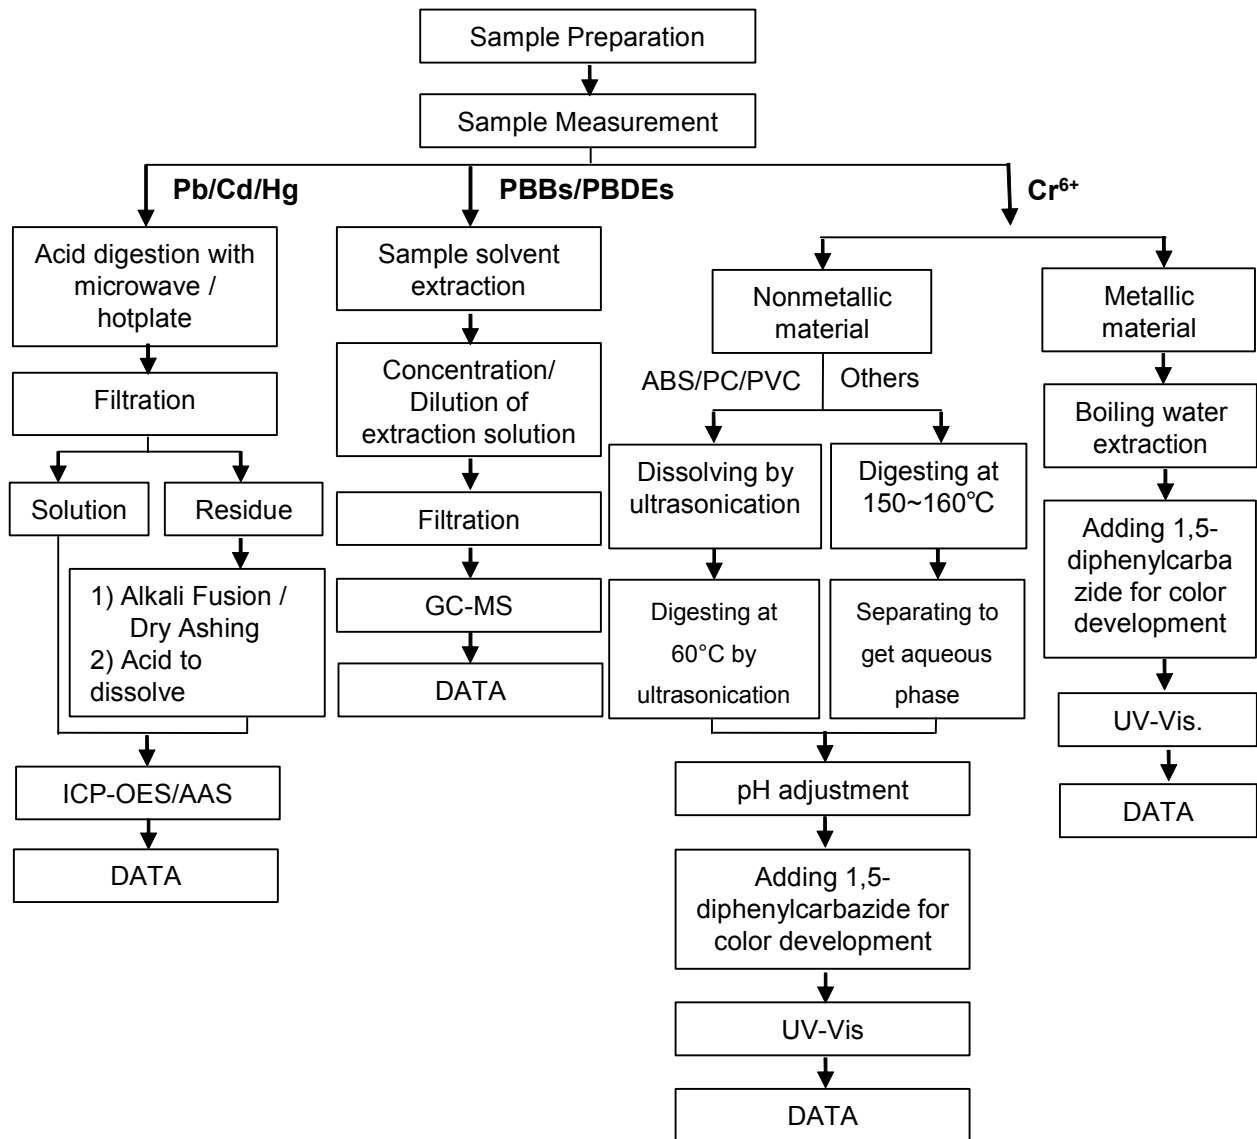 Sample Preparation
Sample Measurement
Pb/Cd/Hg
PBBs/PBDEs
Cr⁶⁺
Acid digestion with
microwave /
hotplate
Filtration
Solution
Residue
1) Alkali Fusion /
Dry Ashing
2) Acid to
dissolve
ICP-OES/AAS
DATA
Sample solvent
extraction
Concentration/
Dilution of
extraction solution
Filtration
GC-MS
DATA
Nonmetallic
material
ABS/PC/PVC
Others
Dissolving by
ultrasonication
Digesting at
60°C by
ultrasonication
Digesting at
150~160℃
Separating to
get aqueous
phase
pH adjustment
Adding 1,5-
diphenylcarbazide for
color development
UV-Vis
DATA
Metallic
material
Boiling water
extraction
Adding 1,5-
diphenylcarba
zide for color
development
UV-Vis.
DATA